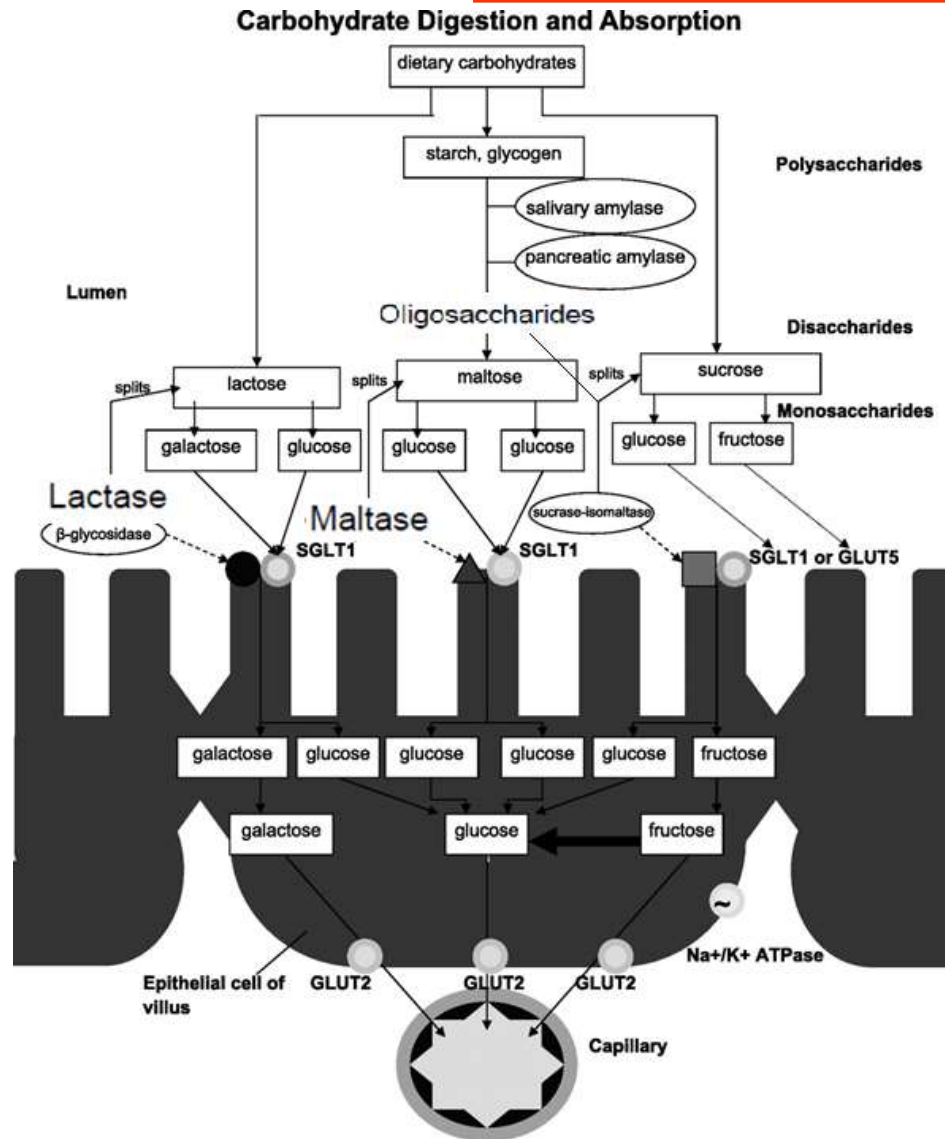 Carbohydrate Digestion and Absorption
dietary carbohydrates
starch, glycogen
Polysaccharides
salivary amylase
pancreatic amylase
Lumen
Oligosaccharides
Disaccharides
splits
lactose
splits
maltose
splits
sucrose
Monosaccharides
galactose
glucose
glucose
glucose
glucose
fructose
Lactase
β-glycosidase
Maltase
sucrase-isomaltase
SGLT1
SGLT1
SGLT1 or GLUT5
galactose
glucose
glucose
glucose
glucose
fructose
galactose
glucose
fructose
~
Na+/K+ ATPase
Epithelial cell of
villus
GLUT2
GLUT2
GLUT2
Capillary